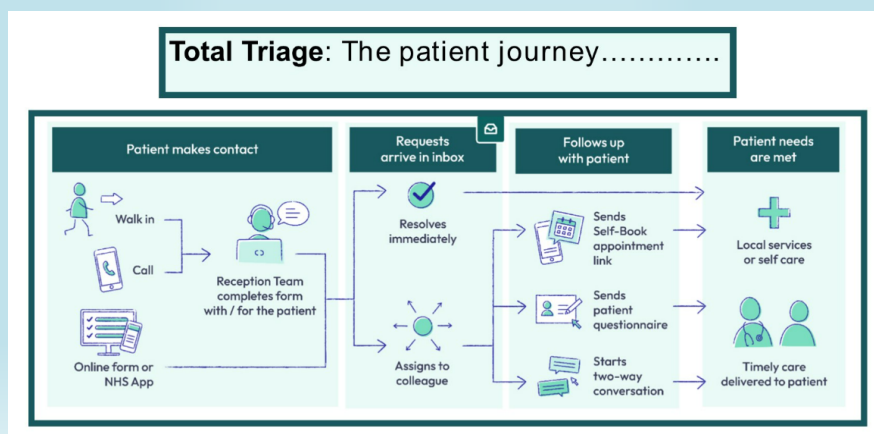 Total Triage: The patient journey………….
Patient makes contact
Requests
arrive in inbox
Follows up
with patient
Patient needs
are met
Walk in
Call
Reception Team
completes form
with / for the patient
Online form or
NHS App
Resolves
immediately
Assigns to
colleague
Sends
Self-Book
appointment
link
Sends
patient
questionnaire
Starts
two-way
conversation
Local services
or self care
Timely care
delivered to patient